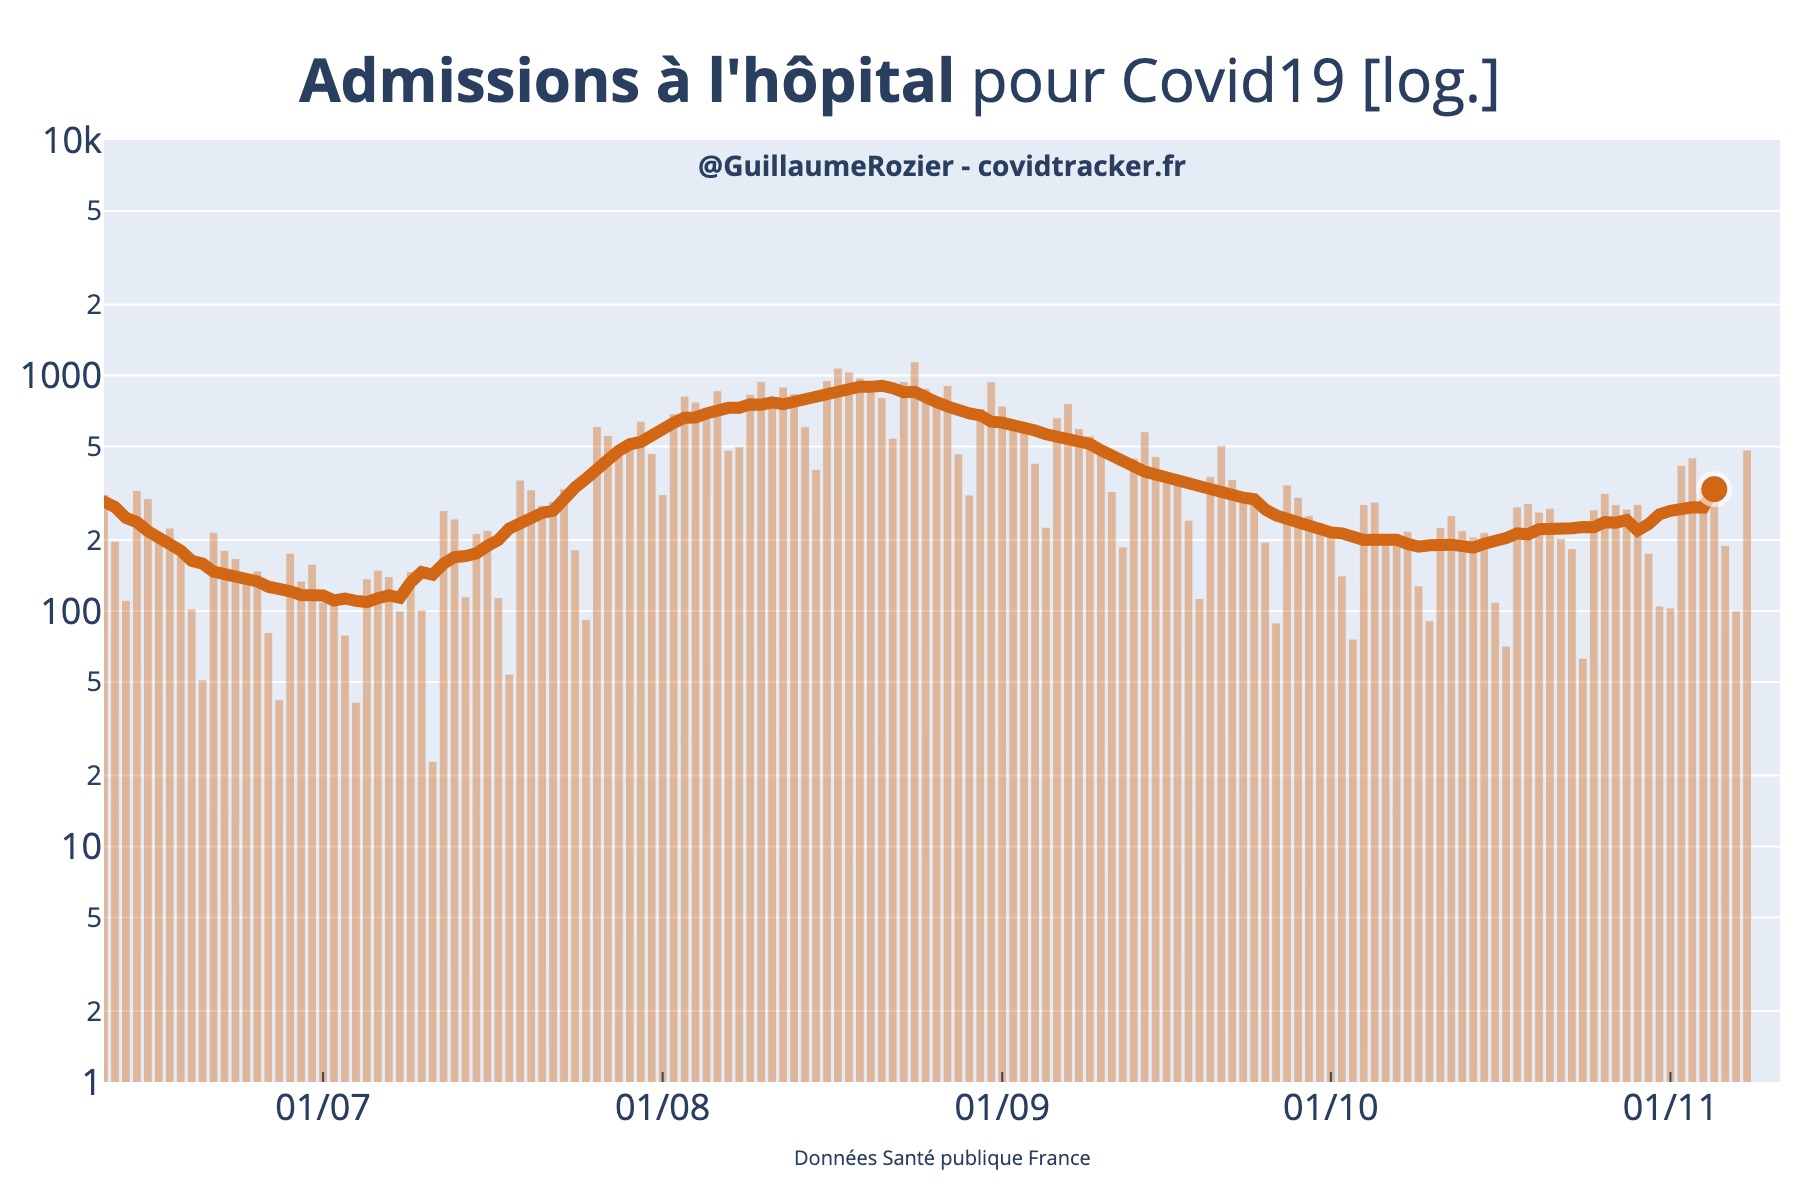 Admissions à l'hôpital pour Covid19 [log.]
@GuillaumeRozier - covidtracker.fr
10k
5
2
1000
5
2
100
5
2
10
5
2
1
01/07 01/08 01/09 01/10 01/11
Données Santé publique France